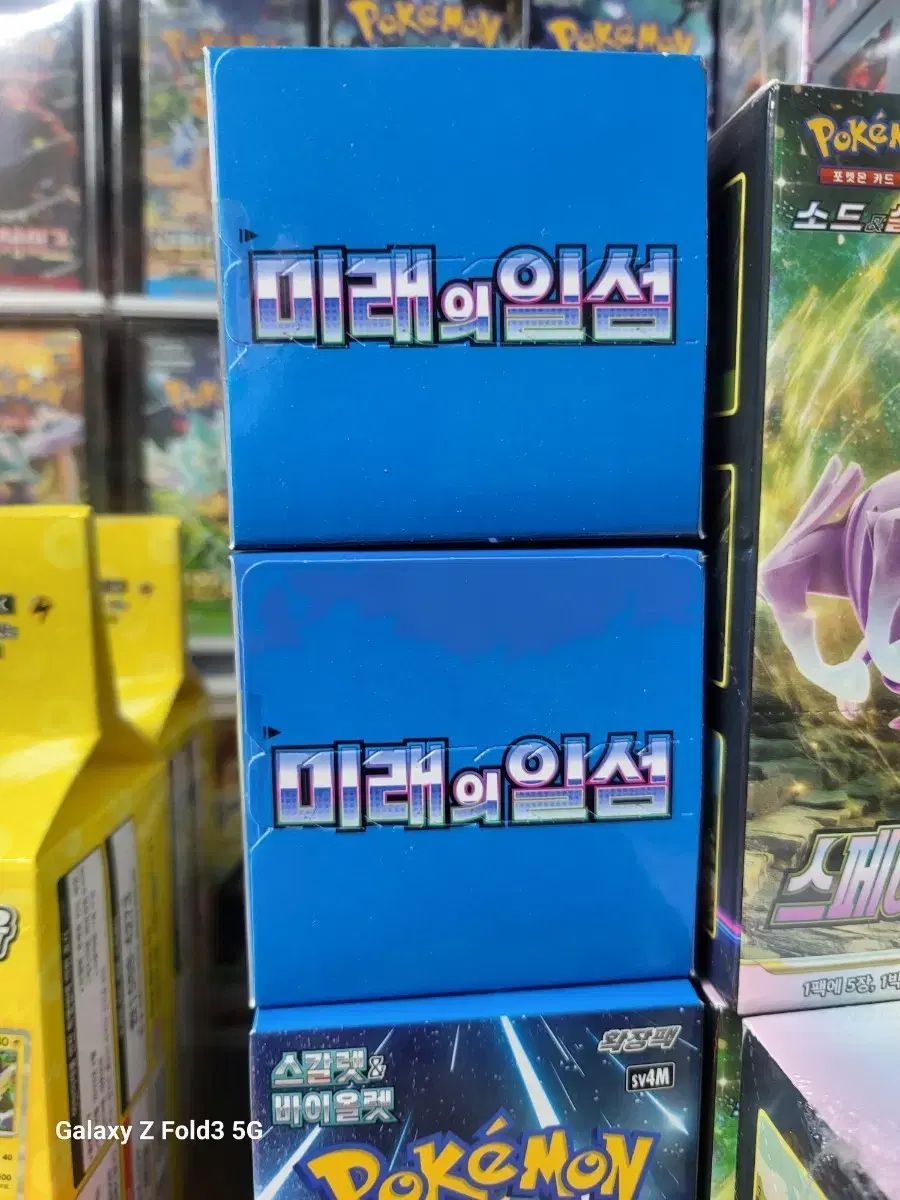 POKÉMON
POKÉMON
미래의일섬
미래의일섬
스칼렛&
바이올렛
확장팩
sv4M
POKÉMON
포켓몬 카드
소드&
스페
1팩에 5장, 1박
Galaxy Z Fold3 5G